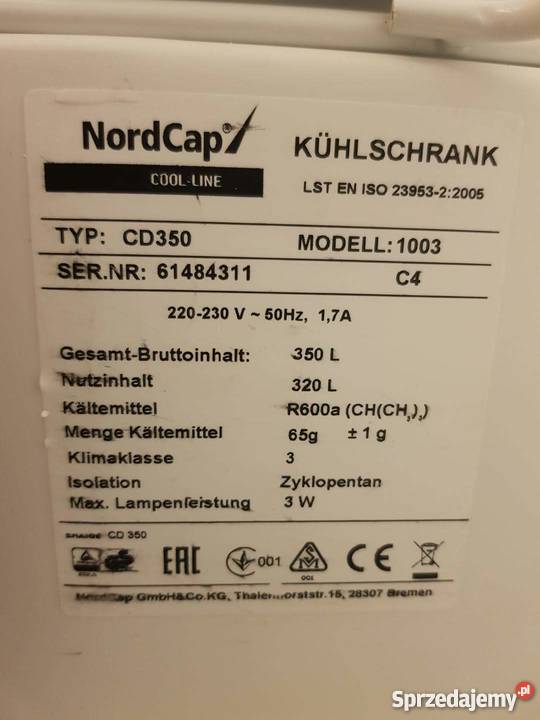 NordCap®
COOL-LINE
KÜHLSCHRANK
LST EN ISO 23953-2:2005
TYP: CD350 MODELL: 1003
SER.NR: 61484311 C4
220-230 V ~ 50Hz, 1,7A
Gesamt-Bruttoinhalt: 350 L
Nutzinhalt 320 L
Kältemittel R600a (CH(CH₃)₃)
Menge Kältemittel 65g ± 1 g
Klimaklasse 3
Isolation Zyklopentan
Max. Lampenleistung 3 W
CD 350
EAC 001 CE
001
NordCap GmbH&Co.KG, Thalenhorststr.15, 28307 Bremen
Sprzedajemy.pl